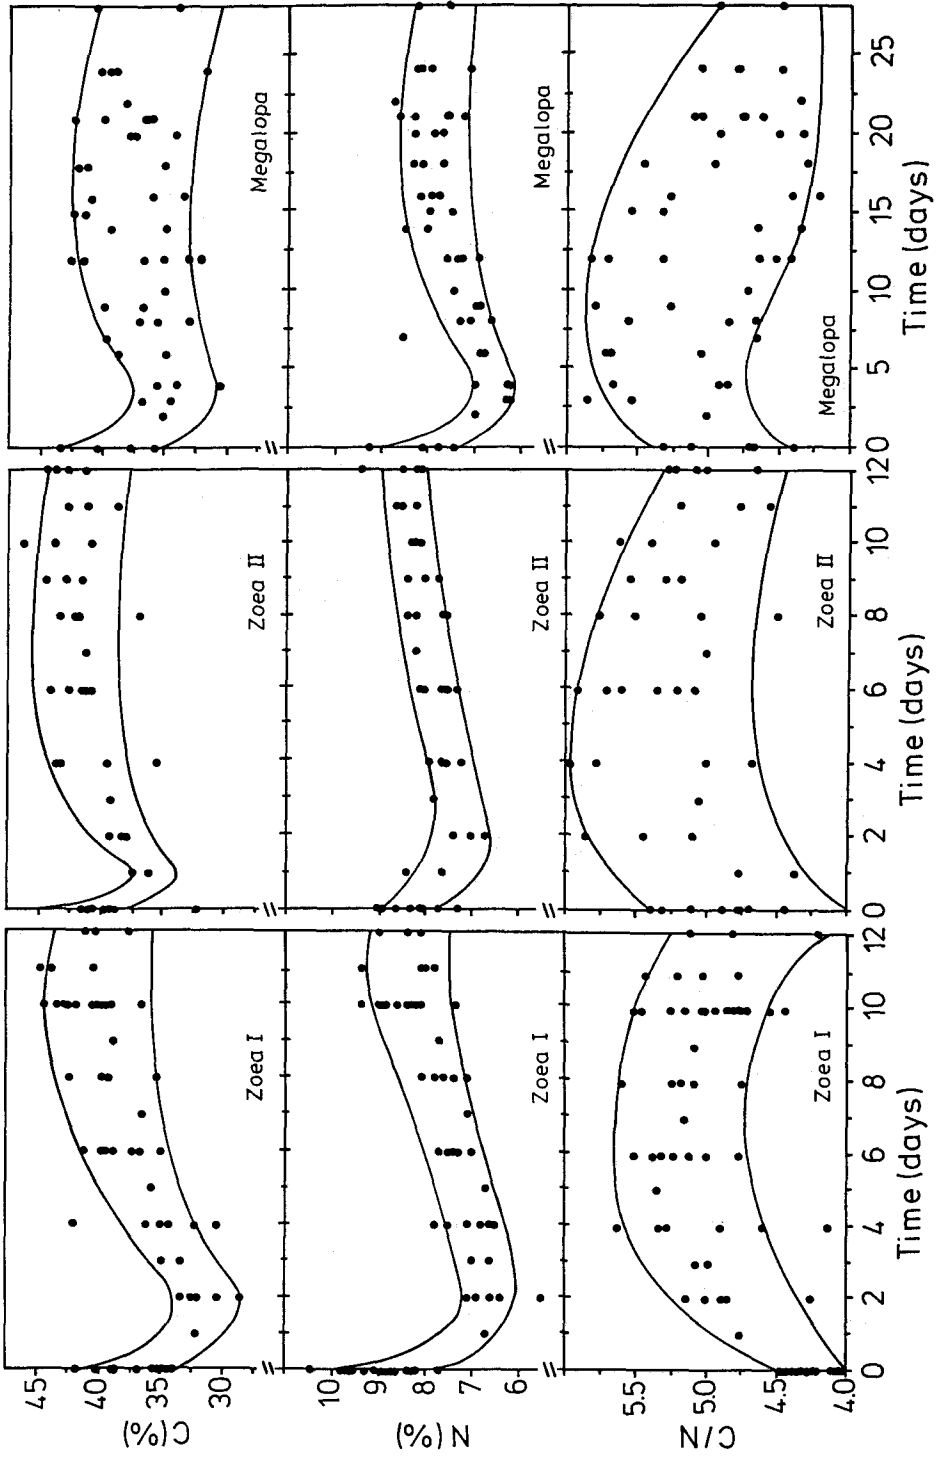 C(%)
45
40
35
30
Zoea I
Zoea II
Megalopa
N(%)
10
9
8
7
6
Zoea I
Zoea II
Megalopa
C/N
5.5
5.0
4.5
4.0
Zoea I
Zoea II
Megalopa
0 2 4 6 8 10 12
0 2 4 6 8 10 12
0 5 10 15 20 25
Time (days)
Time (days)
Time (days)